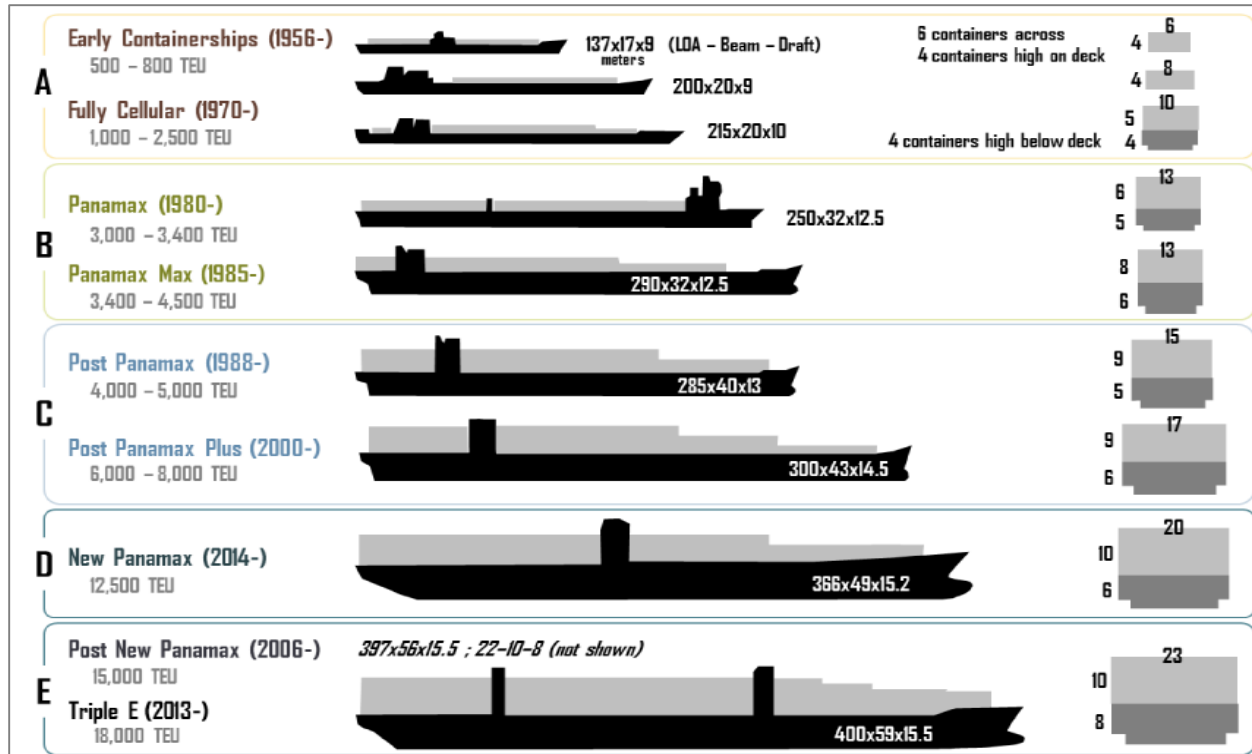 A
Early Containerships (1956-)
500 – 800 TEU
137x17x9 (LOA – Beam – Draft)
meters
6 containers across
4 containers high on deck
6
4
200x20x9
8
4
Fully Cellular (1970-)
1,000 – 2,500 TEU
215x20x10
4 containers high below deck
10
5
4
B
Panamax (1980-)
3,000 – 3,400 TEU
250x32x12.5
13
6
5
Panamax Max (1985-)
3,400 – 4,500 TEU
290x32x12.5
13
8
6
C
Post Panamax (1988-)
4,000 – 5,000 TEU
285x40x13
15
9
5
Post Panamax Plus (2000-)
6,000 – 8,000 TEU
300x43x14.5
17
9
6
D
New Panamax (2014-)
12,500 TEU
366x49x15.2
20
10
6
E
Post New Panamax (2006-)
15,000 TEU
397x56x15.5 ; 22-10-8 (not shown)
Triple E (2013-)
18,000 TEU
400x59x15.5
23
10
8